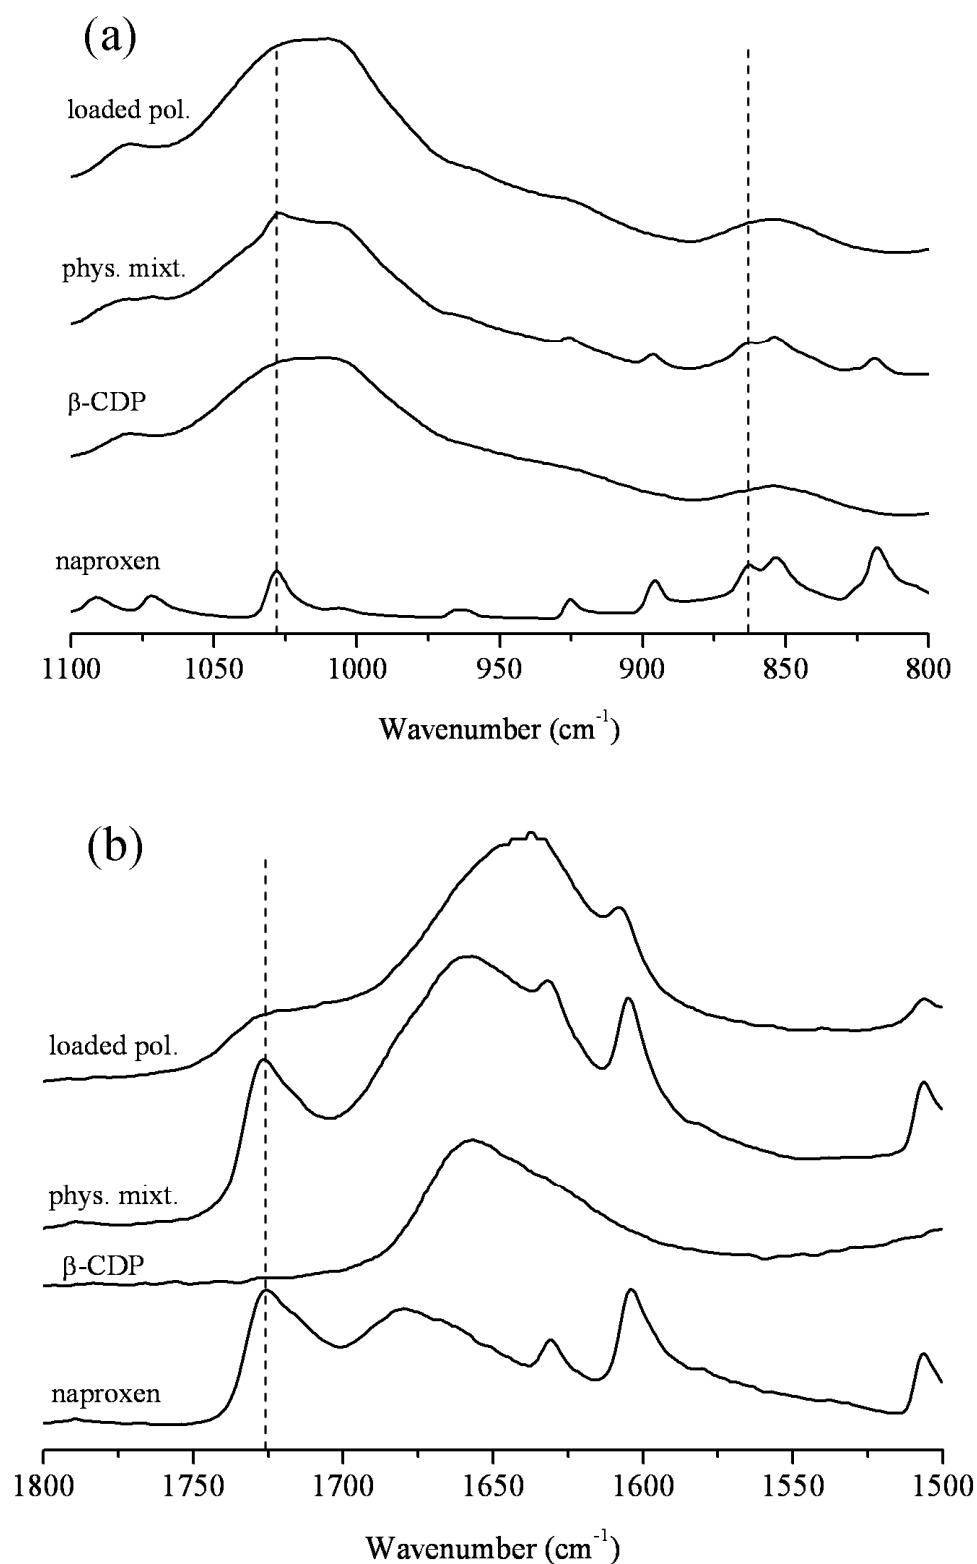 (a)
loaded pol.
phys. mixt.
β-CDP
naproxen
1100 1050 1000 950 900 850 800
Wavenumber (cm⁻¹)
(b)
loaded pol.
phys. mixt.
β-CDP
naproxen
1800 1750 1700 1650 1600 1550 1500
Wavenumber (cm⁻¹)